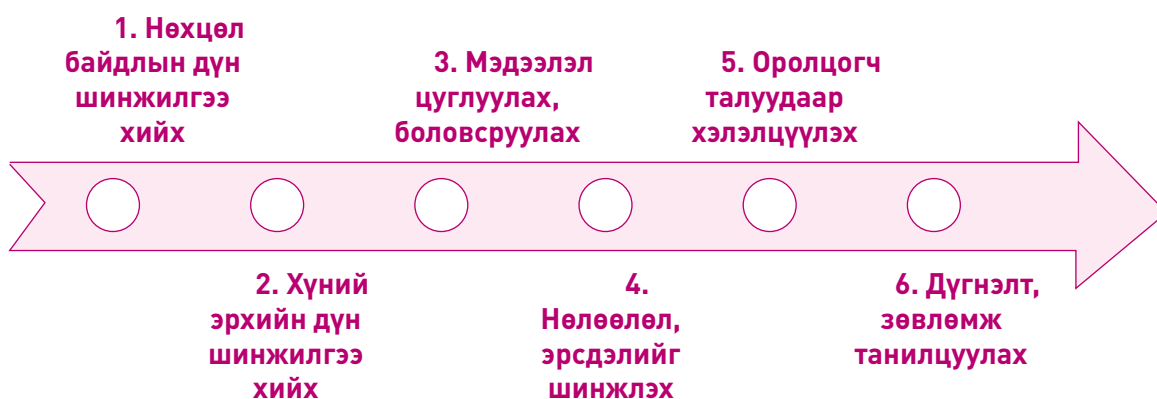 1. Нөхцөл
байдлын дүн
шинжилгээ
хийх
2. Хүний
эрхийн дүн
шинжилгээ
хийх
3. Мэдээлэл
цуглуулах,
боловсруулах
4.
Нөлөөлөл,
эрсдэлийг
шинжлэх
5. Оролцогч
талуудаар
хэлэлцүүлэх
6. Дүгнэлт,
зөвлөмж
танилцуулах